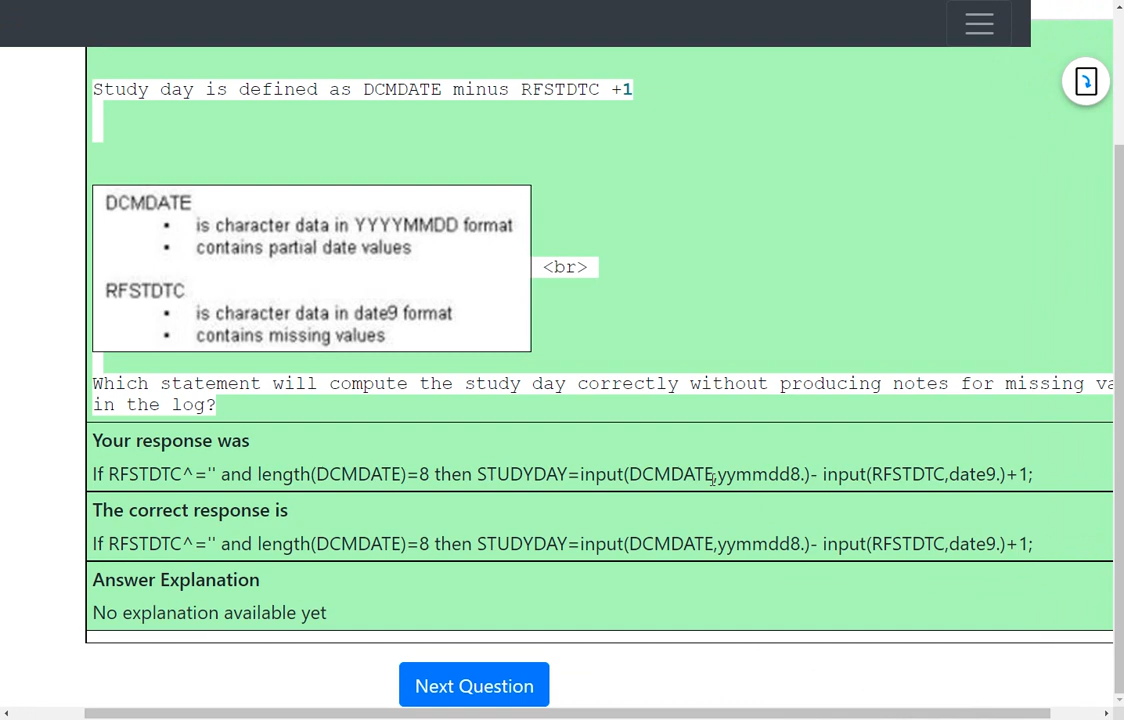 Study day is defined as DCMDATE minus RFSTDTC +1
DCMDATE
• is character data in YYYYMMDD format
• contains partial date values
<br>
RFSTDTC
• is character data in date9 format
• contains missing values
Which statement will compute the study day correctly without producing notes for missing va
in the log?
Your response was
If RFSTDTC^='' and length(DCMDATE)=8 then STUDYDAY=input(DCMDATE,yymmdd8.)- input(RFSTDTC,date9.)+1;
The correct response is
If RFSTDTC^='' and length(DCMDATE)=8 then STUDYDAY=input(DCMDATE,yymmdd8.)- input(RFSTDTC,date9.)+1;
Answer Explanation
No explanation available yet
Next Question